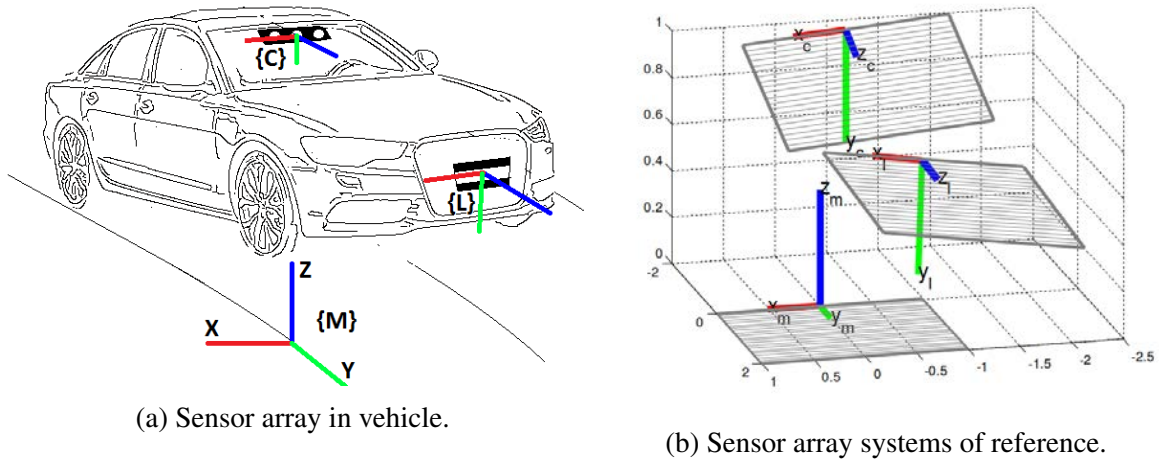 {C}
{L}
Z
{M}
X
Y
(a) Sensor array in vehicle.
1
0.8
0.6
0.4
0.2
0
-2
0
2
1
0.5
0
-0.5
-1
-1.5
-2
-2.5
x_c
z_c
y_c
x_l
z_l
y_l
z_m
x_m
y_m
(b) Sensor array systems of reference.